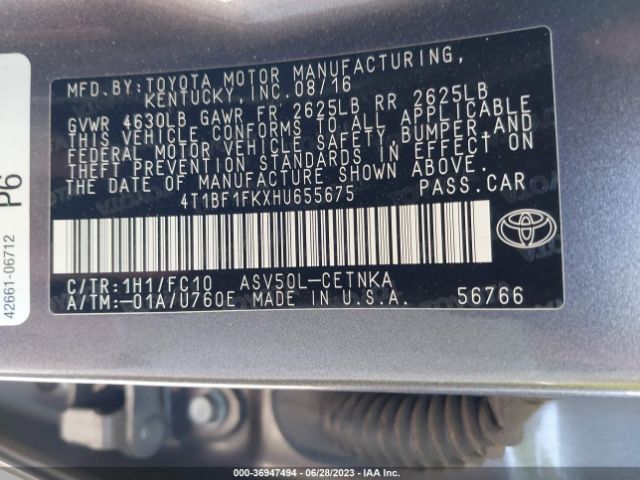 MFD.BY:TOYOTA MOTOR MANUFACTURING,
KENTUCKY, INC.08/16
GVWR 4630LB GAWR FR 2625LB RR 2625LB
THIS VEHICLE CONFORMS TO ALL APPLICABLE
FEDERAL MOTOR VEHICLE SAFETY,BUMPER,AND
THEFT PREVENTION STANDARDS IN EFFECT ON
THE DATE OF MANUFACTURE SHOWN ABOVE.
4T1BF1FKXHU655675 PASS.CAR
C/TR:1H1/FC10 ASV50L-CETNKA
A/TM:-01A/U760E MADE IN U.S.A. 56766
42661-06712
P6
000-36947494 - 06/28/2023 - IAA Inc.